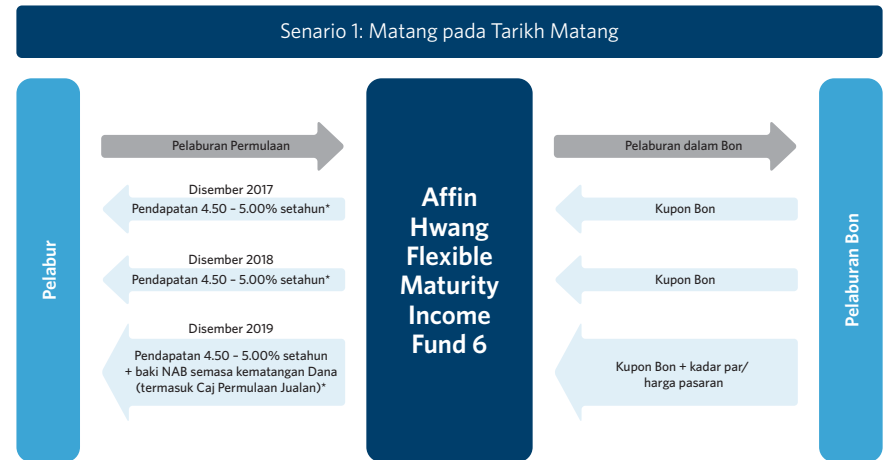 Senario 1: Matang pada Tarikh Matang
Pelabur
Pelaburan Permulaan
Disember 2017
Pendapatan 4.50 – 5.00% setahun*
Disember 2018
Pendapatan 4.50 – 5.00% setahun*
Disember 2019
Pendapatan 4.50 – 5.00% setahun
+ baki NAB semasa kematangan Dana
(termasuk Caj Permulaan Jualan)*
Affin
Hwang
Flexible
Maturity
Income
Fund 6
Pelaburan dalam Bon
Kupon Bon
Kupon Bon
Kupon Bon + kadar par/
harga pasaran
Pelaburan Bon